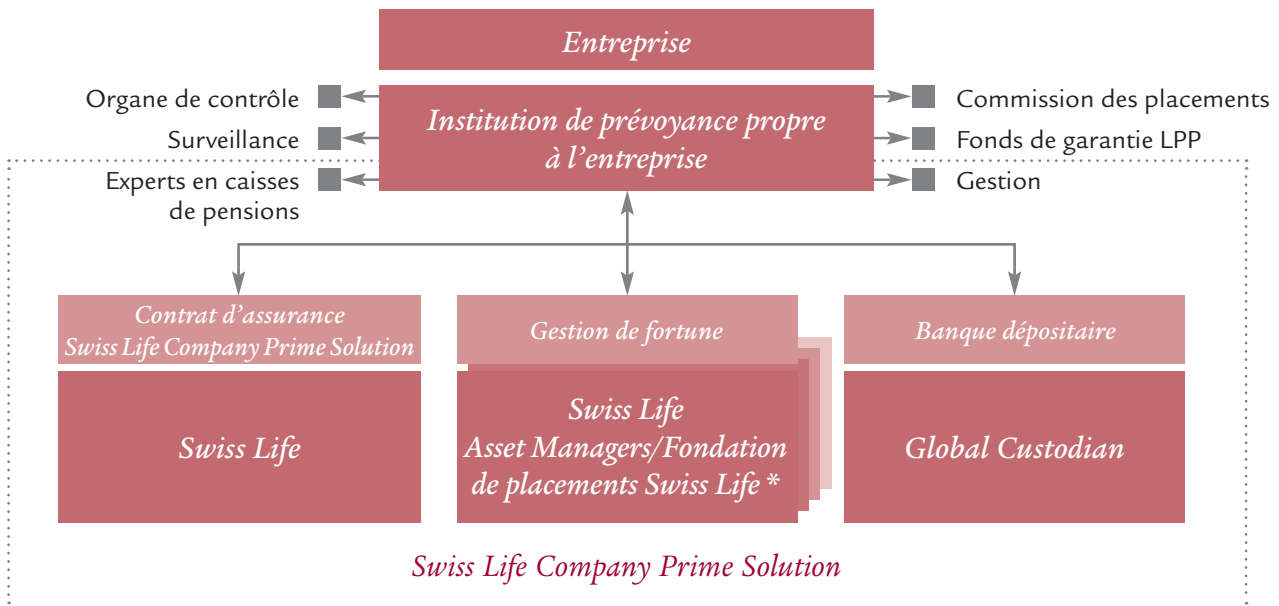 Entreprise
Organe de contrôle
Surveillance
Experts en caisses
de pensions
Institution de prévoyance propre
à l’entreprise
Commission des placements
Fonds de garantie LPP
Gestion
Contrat d’assurance
Swiss Life Company Prime Solution
Swiss Life
Gestion de fortune
Swiss Life
Asset Managers/Fondation
de placements Swiss Life *
Banque dépositaire
Global Custodian
Swiss Life Company Prime Solution